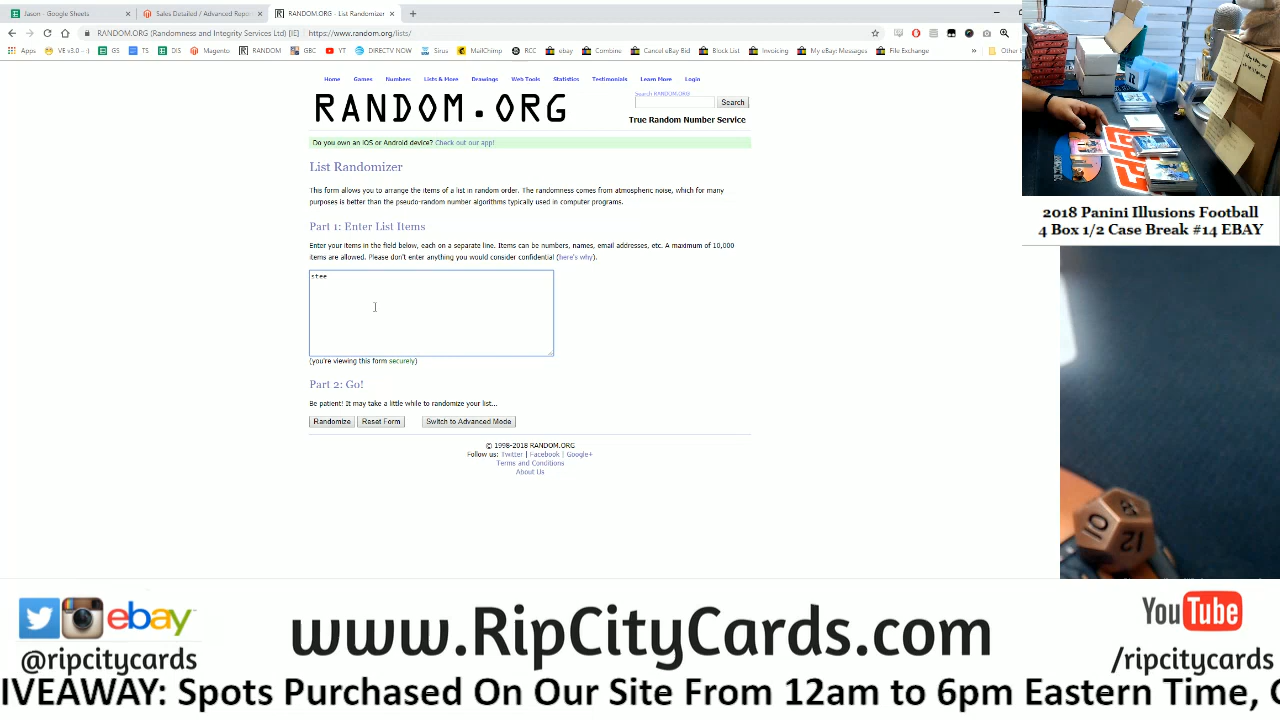 Jason - Google Sheets
Sales Detailed / Advanced Repor
RANDOM.ORG - List Randomizer
RANDOM.ORG (Randomness and Integrity Services Ltd) [IE] | https://www.random.org/lists/
Apps VE v3.0 -- :) GS TS DIS Magento RANDOM GBC YT DIRECTV NOW Sirus MailChimp RCC ebay Combine Cancel eBay Bid Block List Invoicing My eBay: Messages File Exchange » Other
Home Games Numbers Lists & More Drawings Web Tools Statistics Testimonials Learn More Login
RANDOM.ORG
Search RANDOM.ORG
Search
True Random Number Service
Do you own an iOS or Android device? Check out our app!
List Randomizer
This form allows you to arrange the items of a list in random order. The randomness comes from atmospheric noise, which for many
purposes is better than the pseudo-random number algorithms typically used in computer programs.
Part 1: Enter List Items
Enter your items in the field below, each on a separate line. Items can be numbers, names, email addresses, etc. A maximum of 10,000
items are allowed. Please don't enter anything you would consider confidential (here's why).
stee
(you're viewing this form securely)
Part 2: Go!
Be patient! It may take a little while to randomize your list...
Randomize Reset Form Switch to Advanced Mode
© 1998-2018 RANDOM.ORG
Follow us: Twitter | Facebook | Google+
Terms and Conditions
About Us
2018 Panini Illusions Football
4 Box 1/2 Case Break #14 EBAY
10
12
ebay
@ripcitycards
www.RipCityCards.com
YouTube
/ripcitycards
IVEAWAY: Spots Purchased On Our Site From 12am to 6pm Eastern Time,